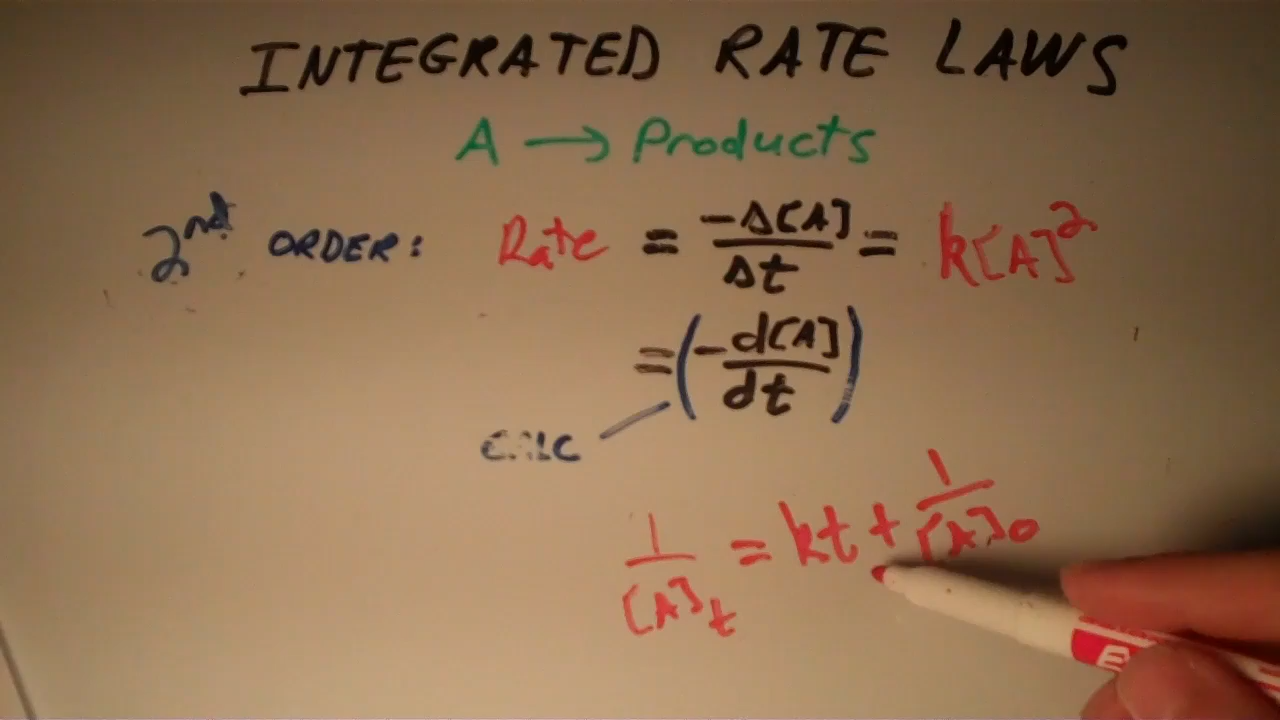 INTEGRATED RATE LAWS
A → Products
2nd ORDER: Rate = -Δ[A]/Δt = k[A]²
= (-d[A]/dt)
CALC
1/[A]t = kt + 1/[A]0
E